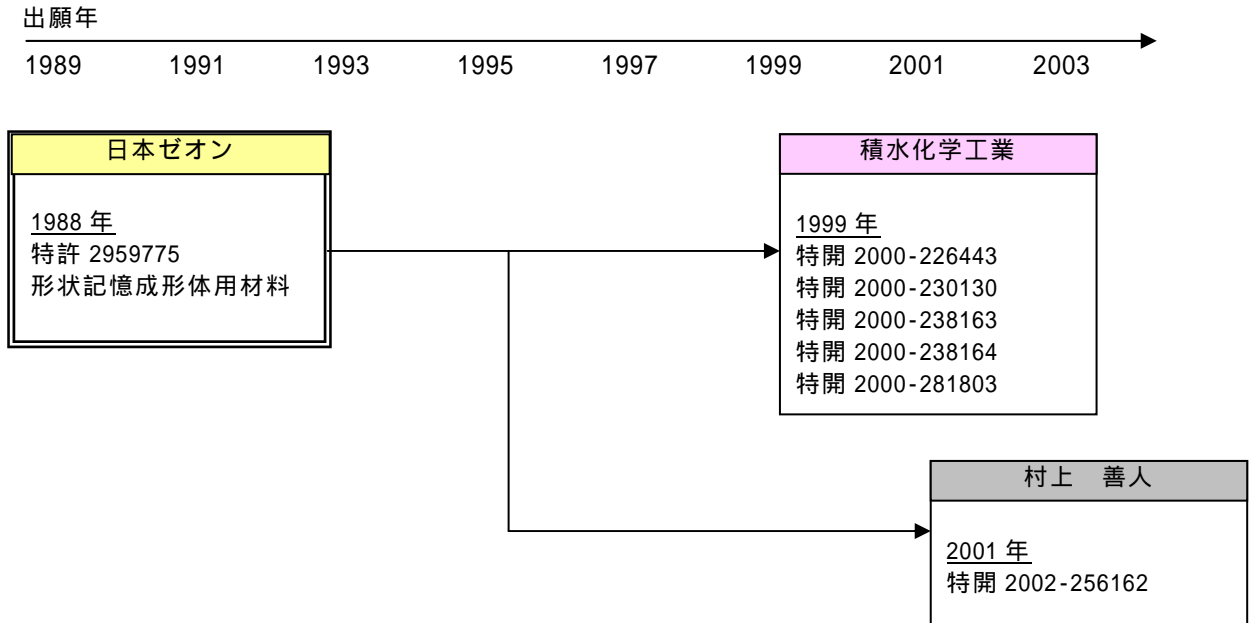 出願年
1989 1991 1993 1995 1997 1999 2001 2003
日本ゼオン
1988 年
特許 2959775
形状記憶成形体用材料
積水化学工業
1999 年
特開 2000-226443
特開 2000-230130
特開 2000-238163
特開 2000-238164
特開 2000-281803
村上　善人
2001 年
特開 2002-256162